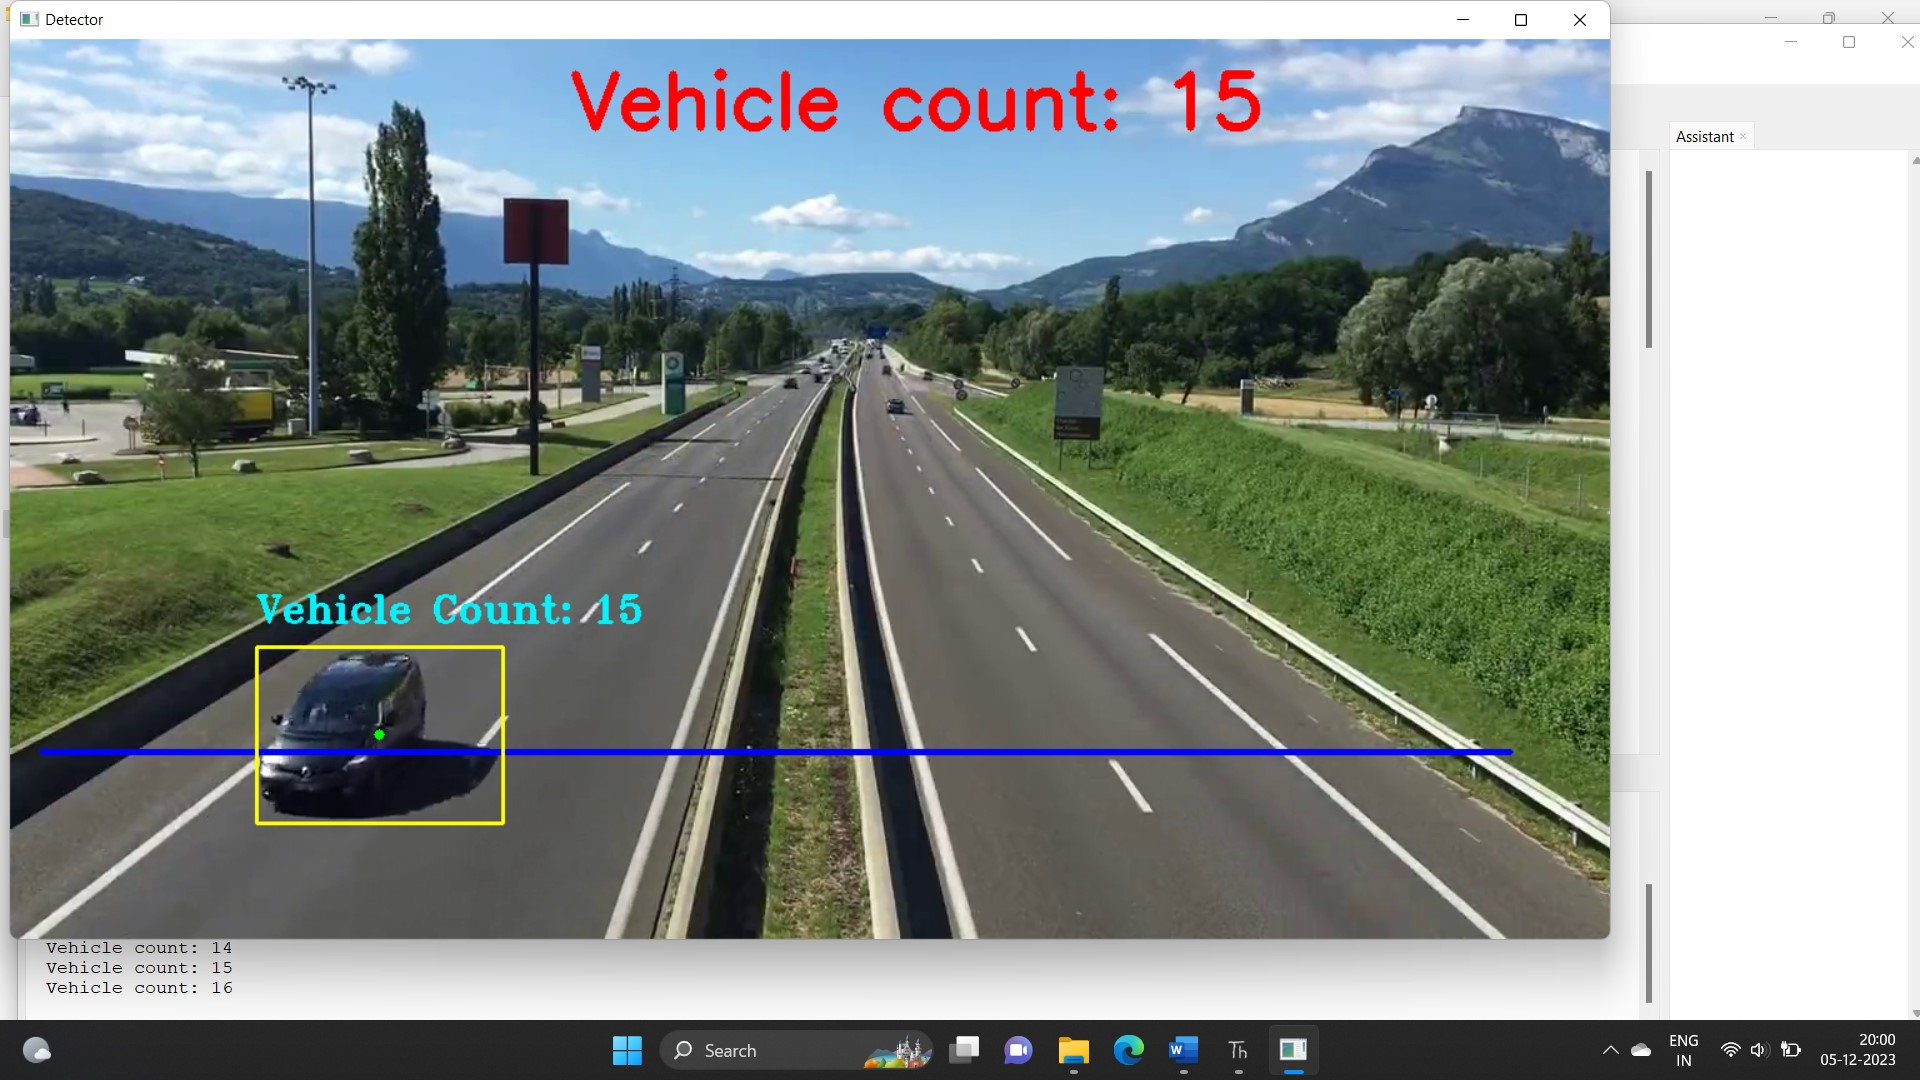 Detector
Vehicle count: 15
Assistant
Vehicle Count: 15
Vehicle count: 14
Vehicle count: 15
Vehicle count: 16
Search
W
Th
ENG
IN
20:00
05-12-2023